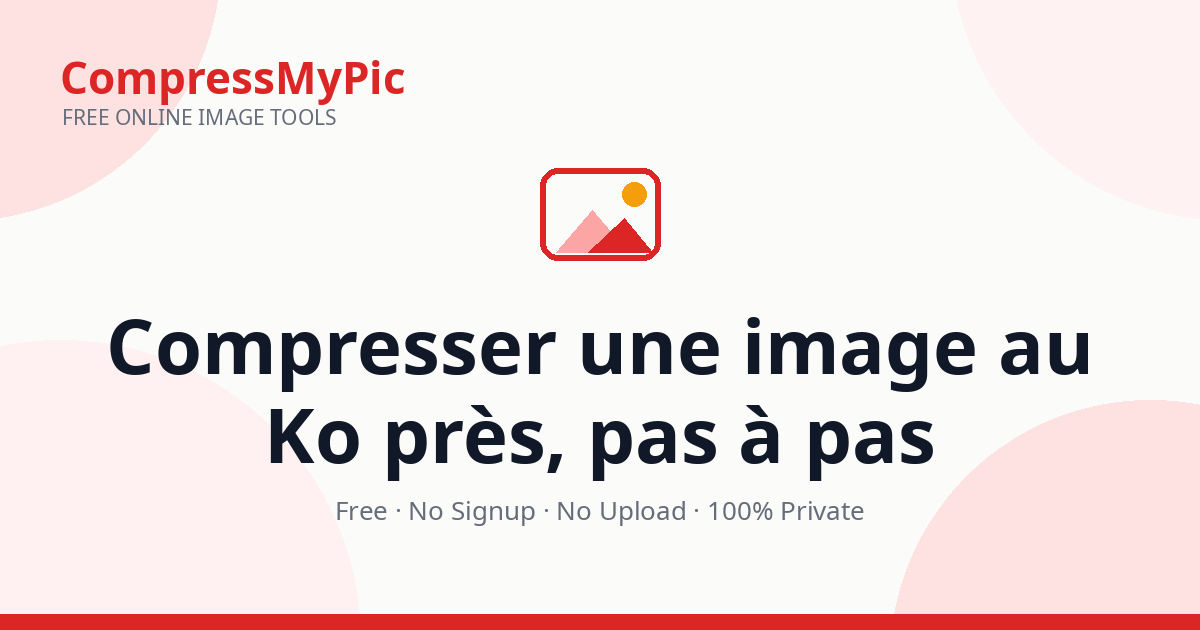 CompressMyPic
FREE ONLINE IMAGE TOOLS
Compresser une image au
Ko près, pas à pas
Free · No Signup · No Upload · 100% Private